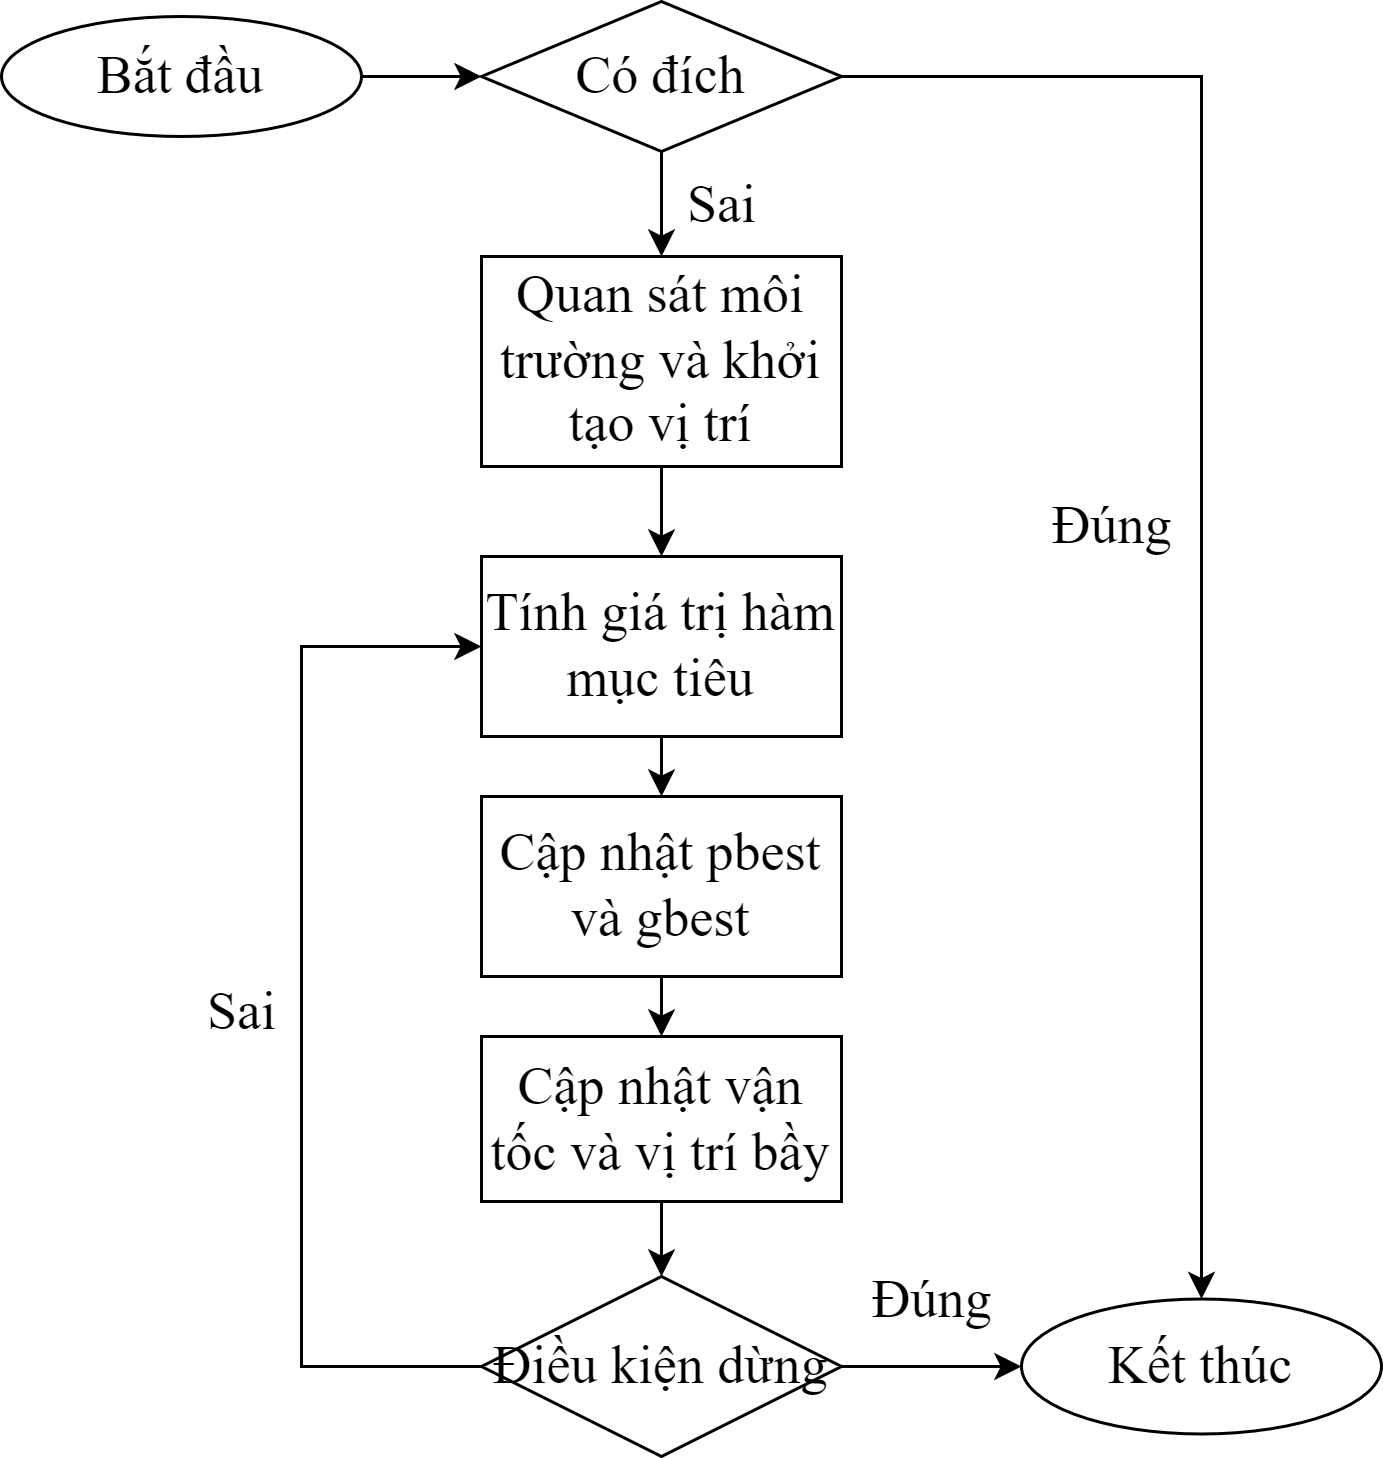 Bắt đầu
Có đích
Sai
Quan sát môi
trường và khởi
tạo vị trí
Đúng
Tính giá trị hàm
mục tiêu
Cập nhật pbest
và gbest
Sai
Cập nhật vận
tốc và vị trí bầy
Đúng
Điều kiện dừng
Kết thúc